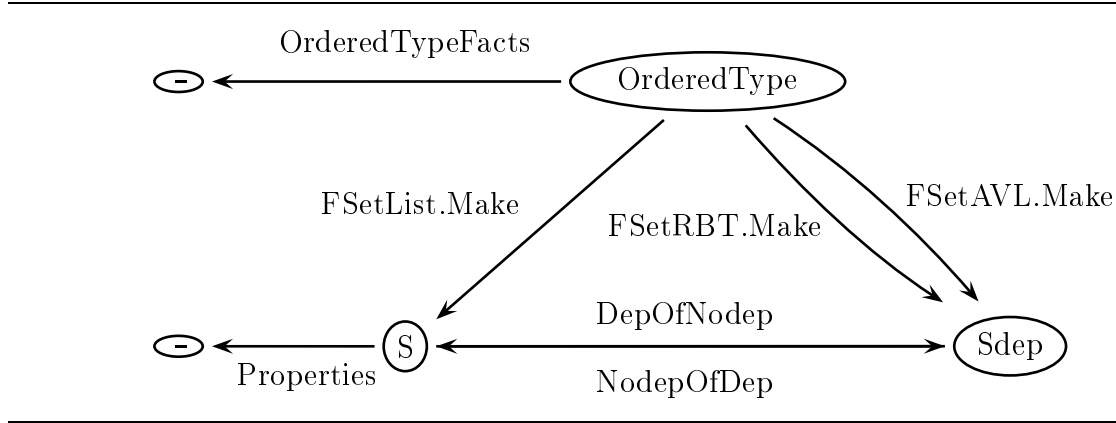 OrderedTypeFacts
-
OrderedType
FSetList.Make
FSetRBT.Make
FSetAVL.Make
DepOfNodep
-
S
Sdep
Properties
NodepOfDep